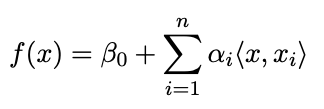 f(x) = β₀ + ∑ᵢ₌₁ⁿ αᵢ⟨x, xᵢ⟩